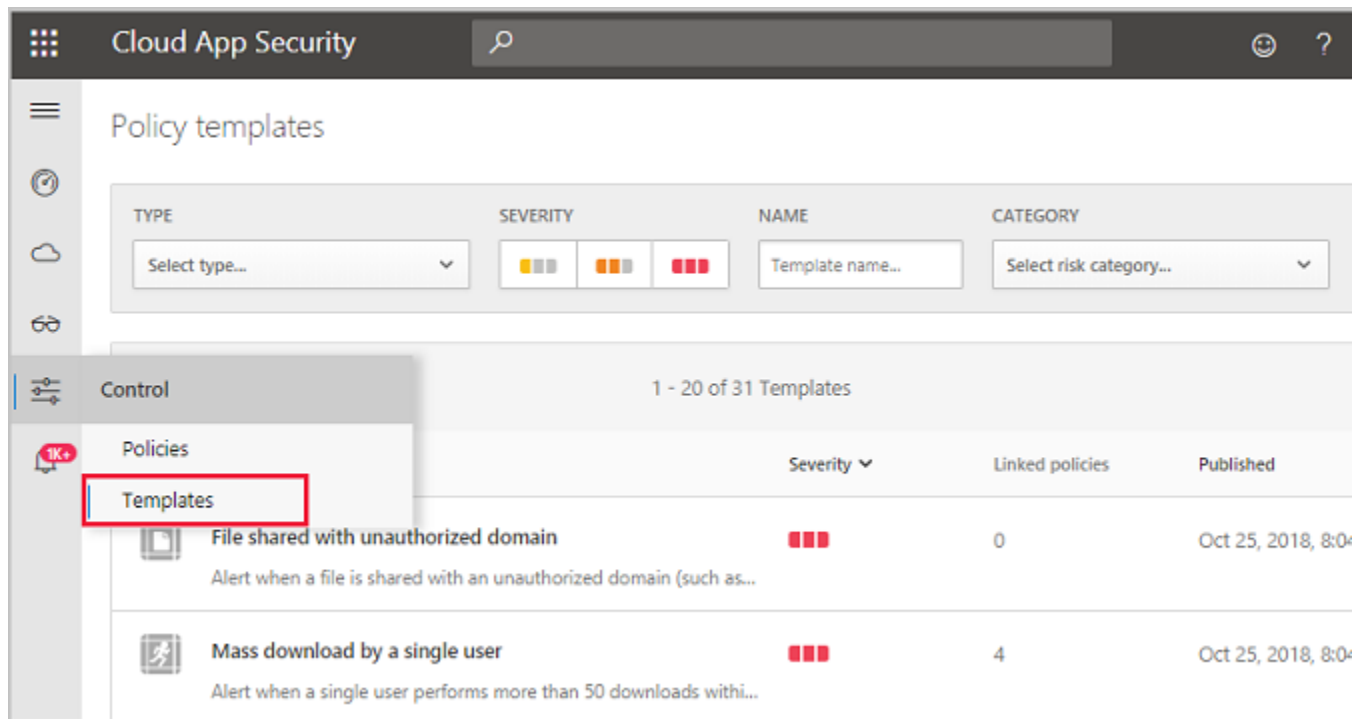 Cloud App Security
?
Policy templates
TYPE SEVERITY NAME CATEGORY
Select type... Template name... Select risk category...
Control
1 - 20 of 31 Templates
1K+
Policies
Severity Linked policies Published
Templates
File shared with unauthorized domain 0 Oct 25, 2018, 8:04
Alert when a file is shared with an unauthorized domain (such as...
Mass download by a single user 4 Oct 25, 2018, 8:04
Alert when a single user performs more than 50 downloads withi...